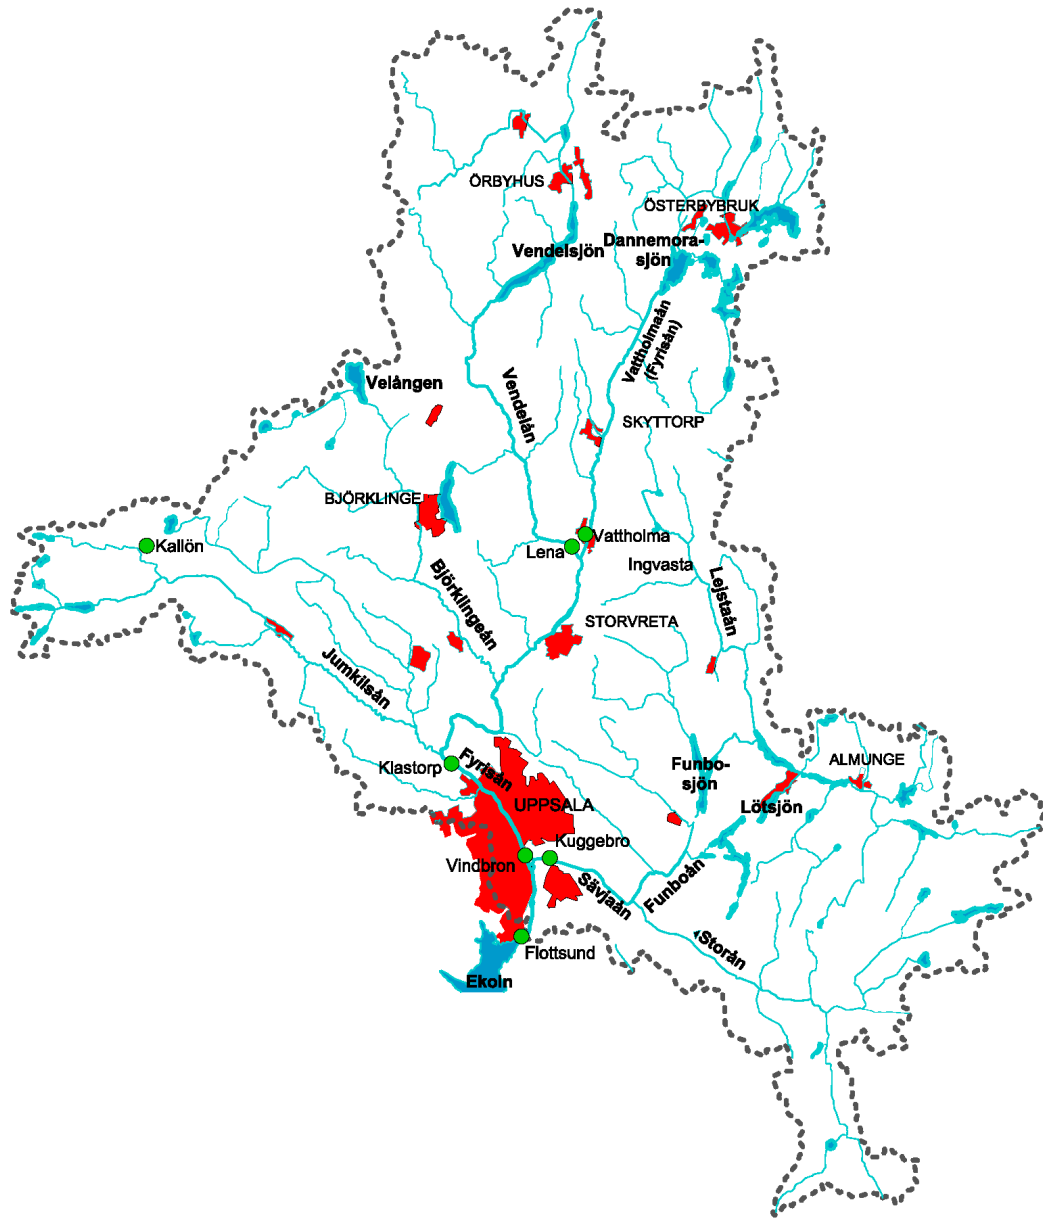 ÖRBYHUS
ÖSTERBYBRUK
Vendelsjön
Dannemora-
sjön
Vattholmaån
(Fyrisån)
Velången
Vendelån
SKYTTORP
BJÖRKLINGE
Kallön
Lena
Vattholma
Ingvasta
Björklingeån
Lejstaån
STORVRETA
Jumkilsån
Klastorp
Fyrisån
Funbo-
sjön
ALMUNGE
Lötsjön
UPPSALA
Kuggebro
Vindbron
Sävjaån
Funboån
Storån
Flottsund
Ekoln